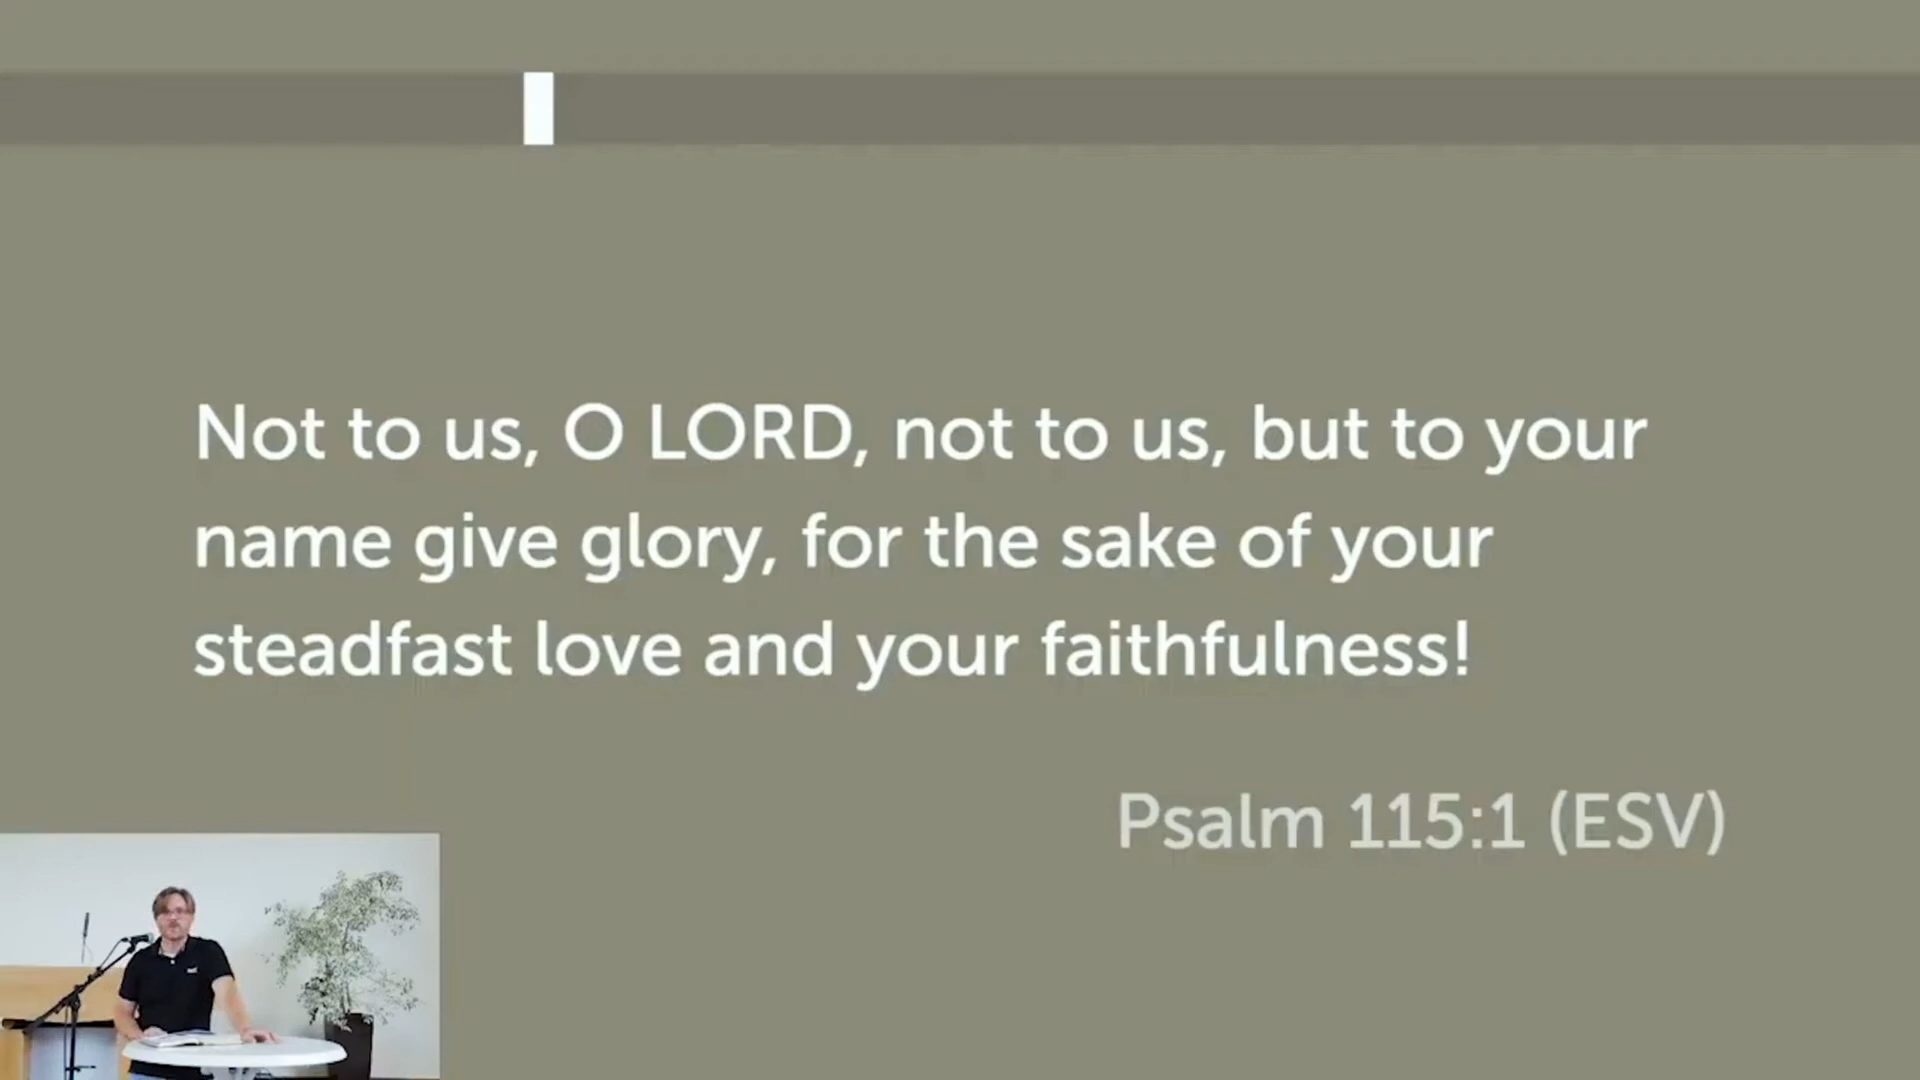 Not to us, O LORD, not to us, but to your
name give glory, for the sake of your
steadfast love and your faithfulness!
Psalm 115:1 (ESV)